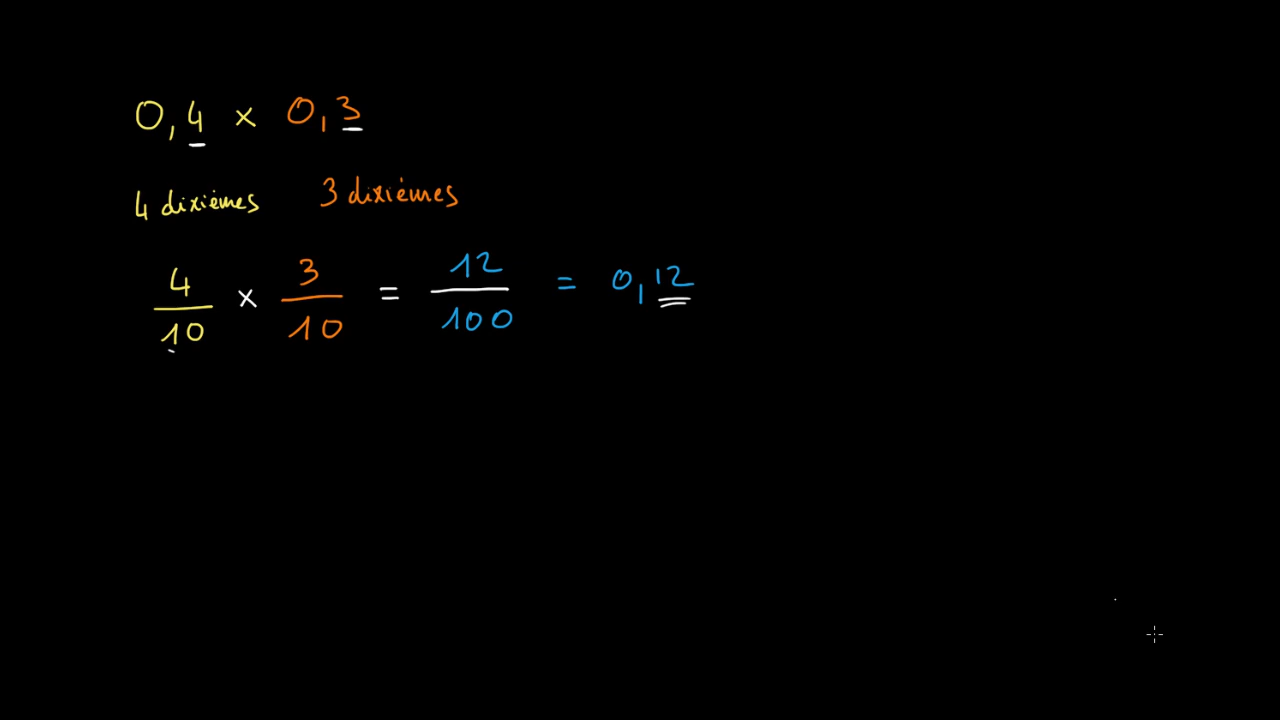 0,4 × 0,3
4 dixièmes 3 dixièmes
4/10 × 3/10 = 12/100 = 0,12